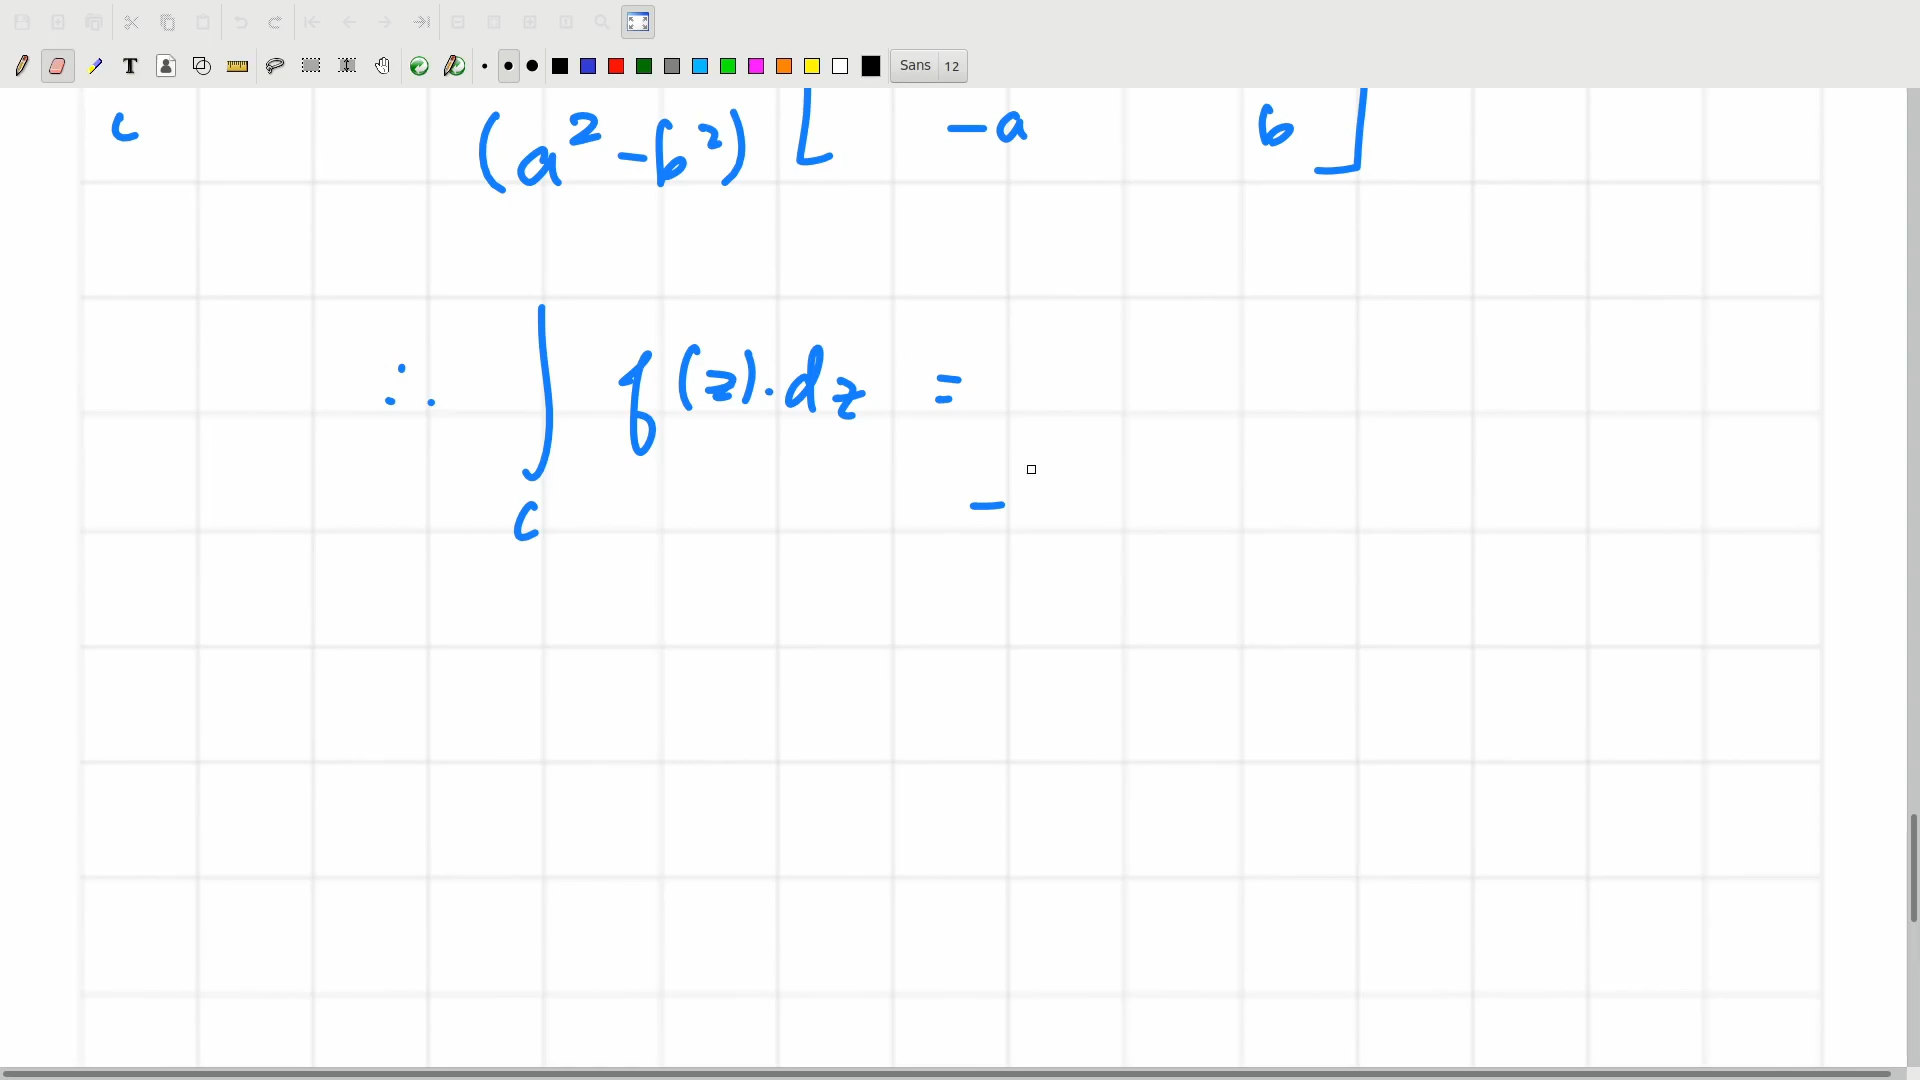 Sans 12
c (a²-b²) [ -a b ]
∴ ∫ f(z).dz =
c -